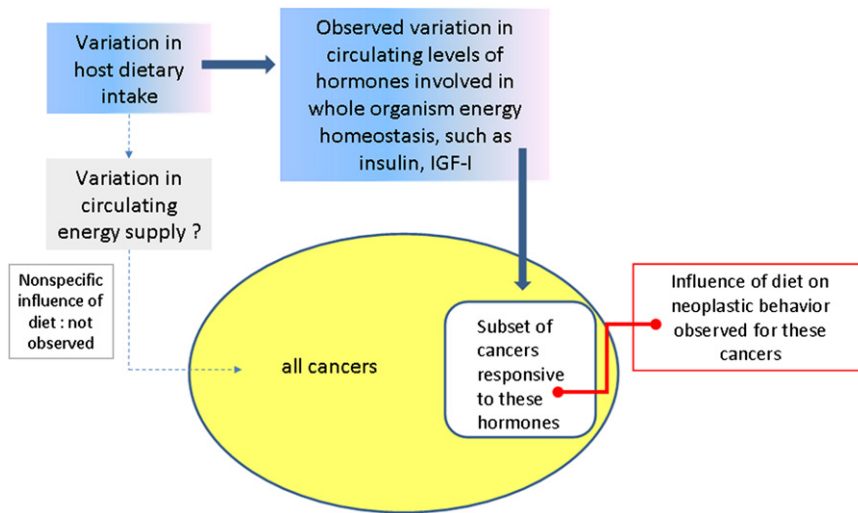 Variation in
host dietary
intake
Observed variation in
circulating levels of
hormones involved in
whole organism energy
homeostasis, such as
insulin, IGF-I
Variation in
circulating
energy supply ?
Nonspecific
influence of
diet : not
observed
all cancers
Subset of
cancers
responsive
to these
hormones
Influence of diet on
neoplastic behavior
observed for these
cancers